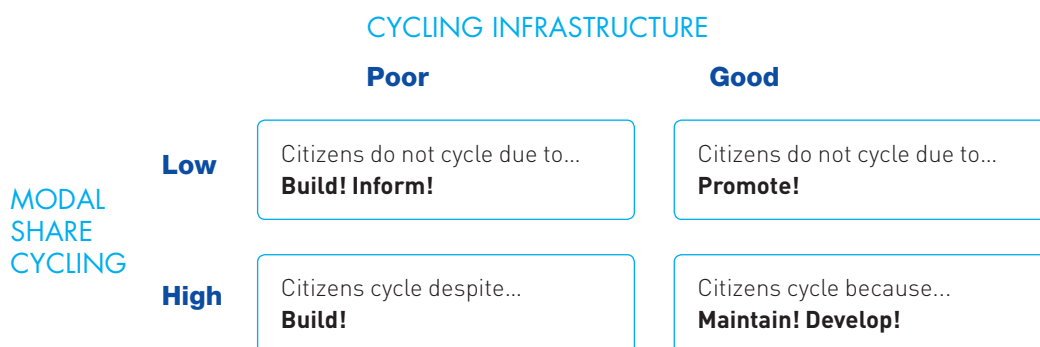 CYCLING INFRASTRUCTURE
Poor Good
Low
Citizens do not cycle due to...
Build! Inform!
Citizens do not cycle due to...
Promote!
MODAL
SHARE
CYCLING
High
Citizens cycle despite...
Build!
Citizens cycle because...
Maintain! Develop!